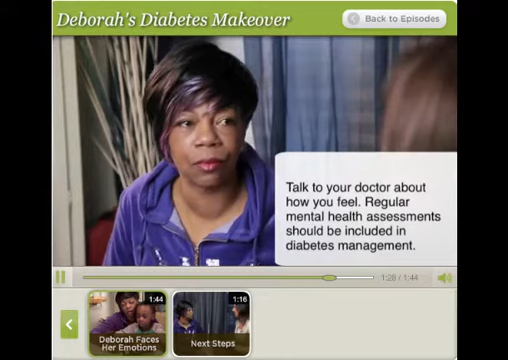 Deborah's Diabetes Makeover
Back to Episodes
Talk to your doctor about
how you feel. Regular
mental health assessments
should be included in
diabetes management.
1:28 / 1:44
1:44
Deborah Faces
Her Emotions
1:16
Next Steps